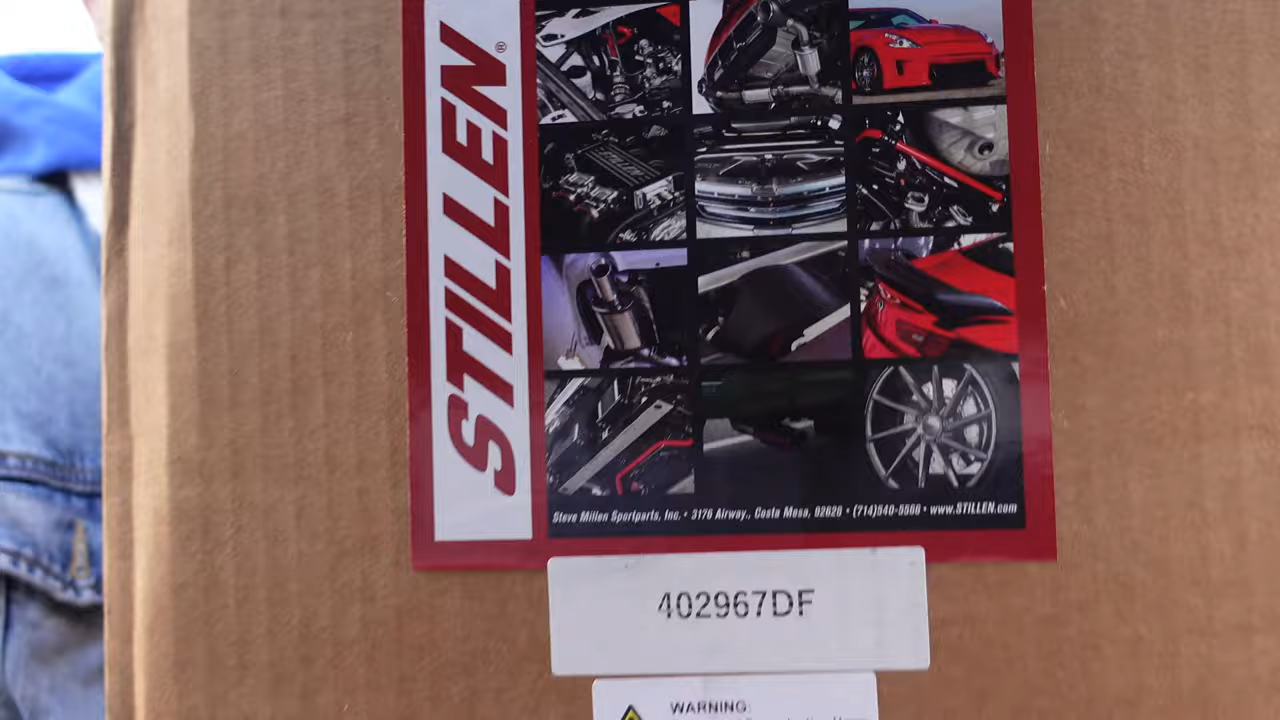 STILLEN®
Steve Millen Sportparts, Inc. • 3176 Airway., Costa Mesa, 92626 • (714)540-5566 • www.STILLEN.com
402967DF
WARNING: